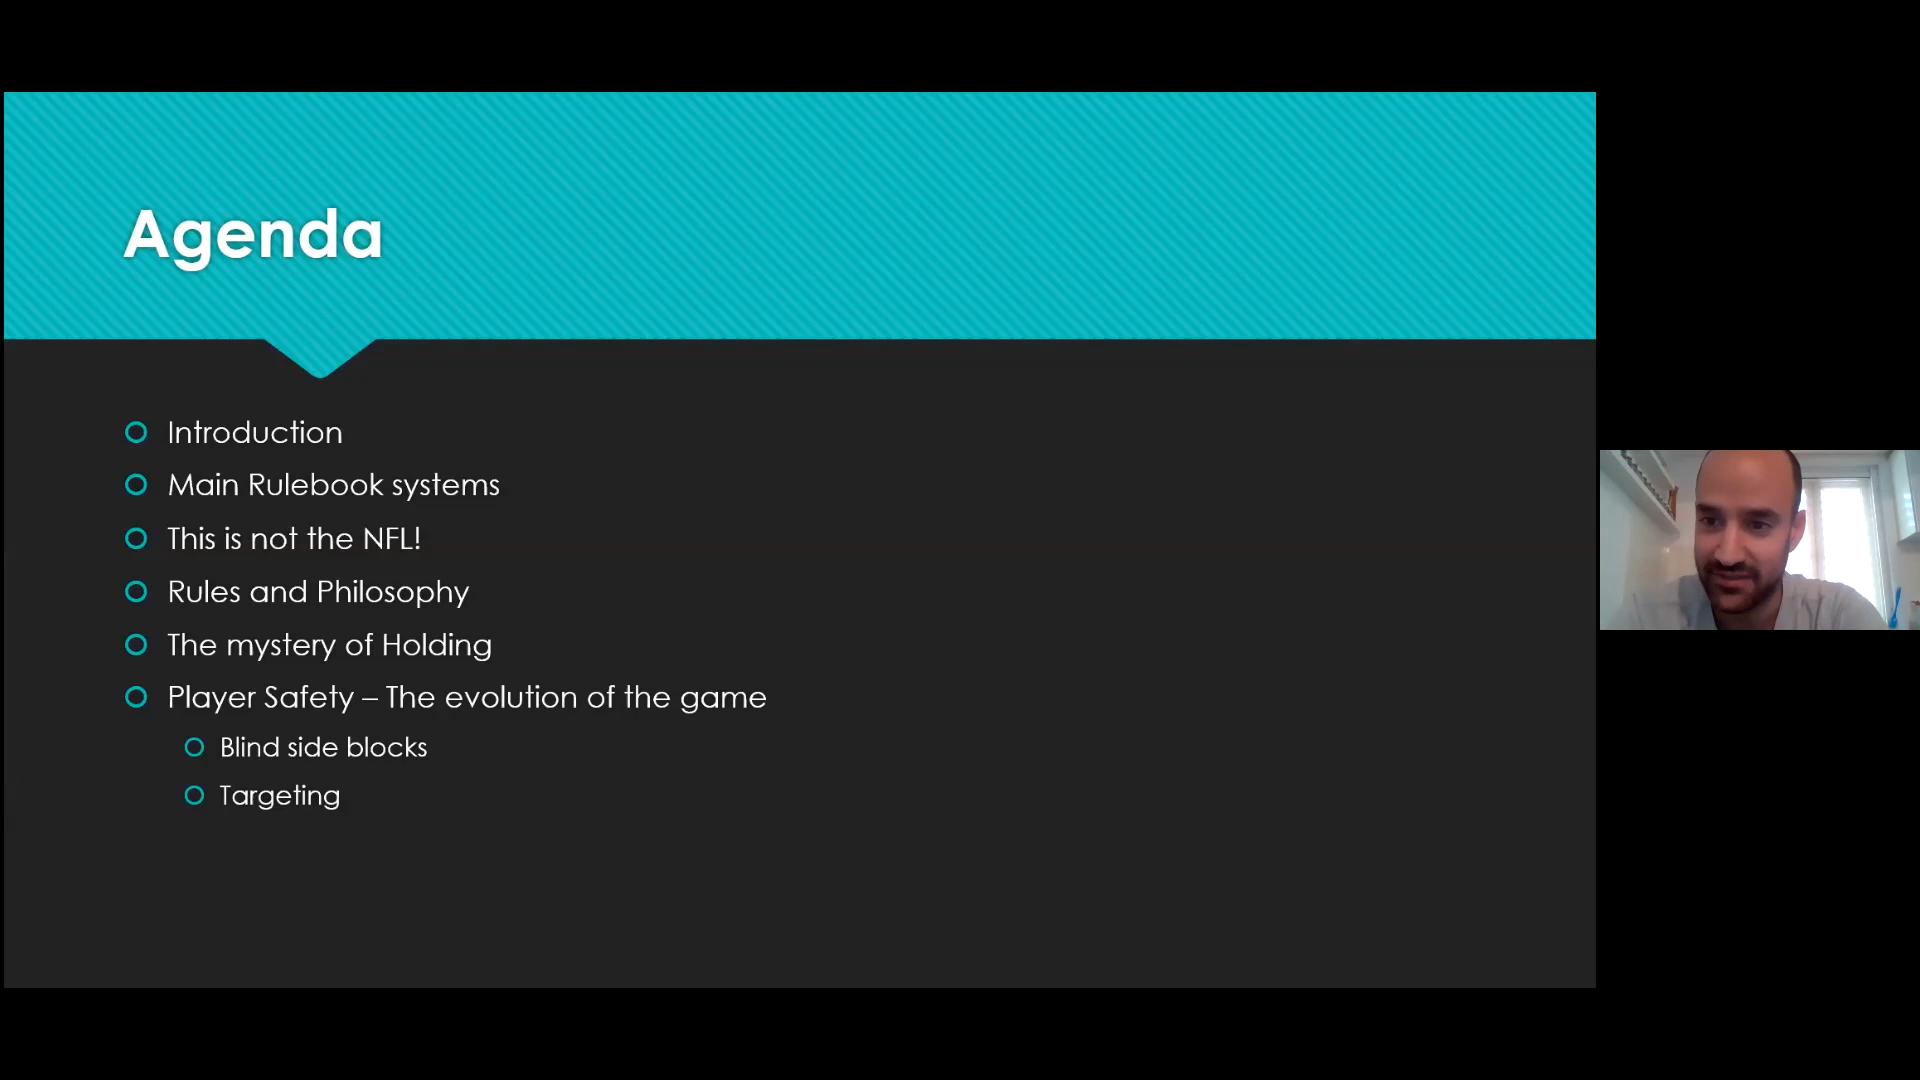 Agenda
Introduction
Main Rulebook systems
This is not the NFL!
Rules and Philosophy
The mystery of Holding
Player Safety – The evolution of the game
Blind side blocks
Targeting